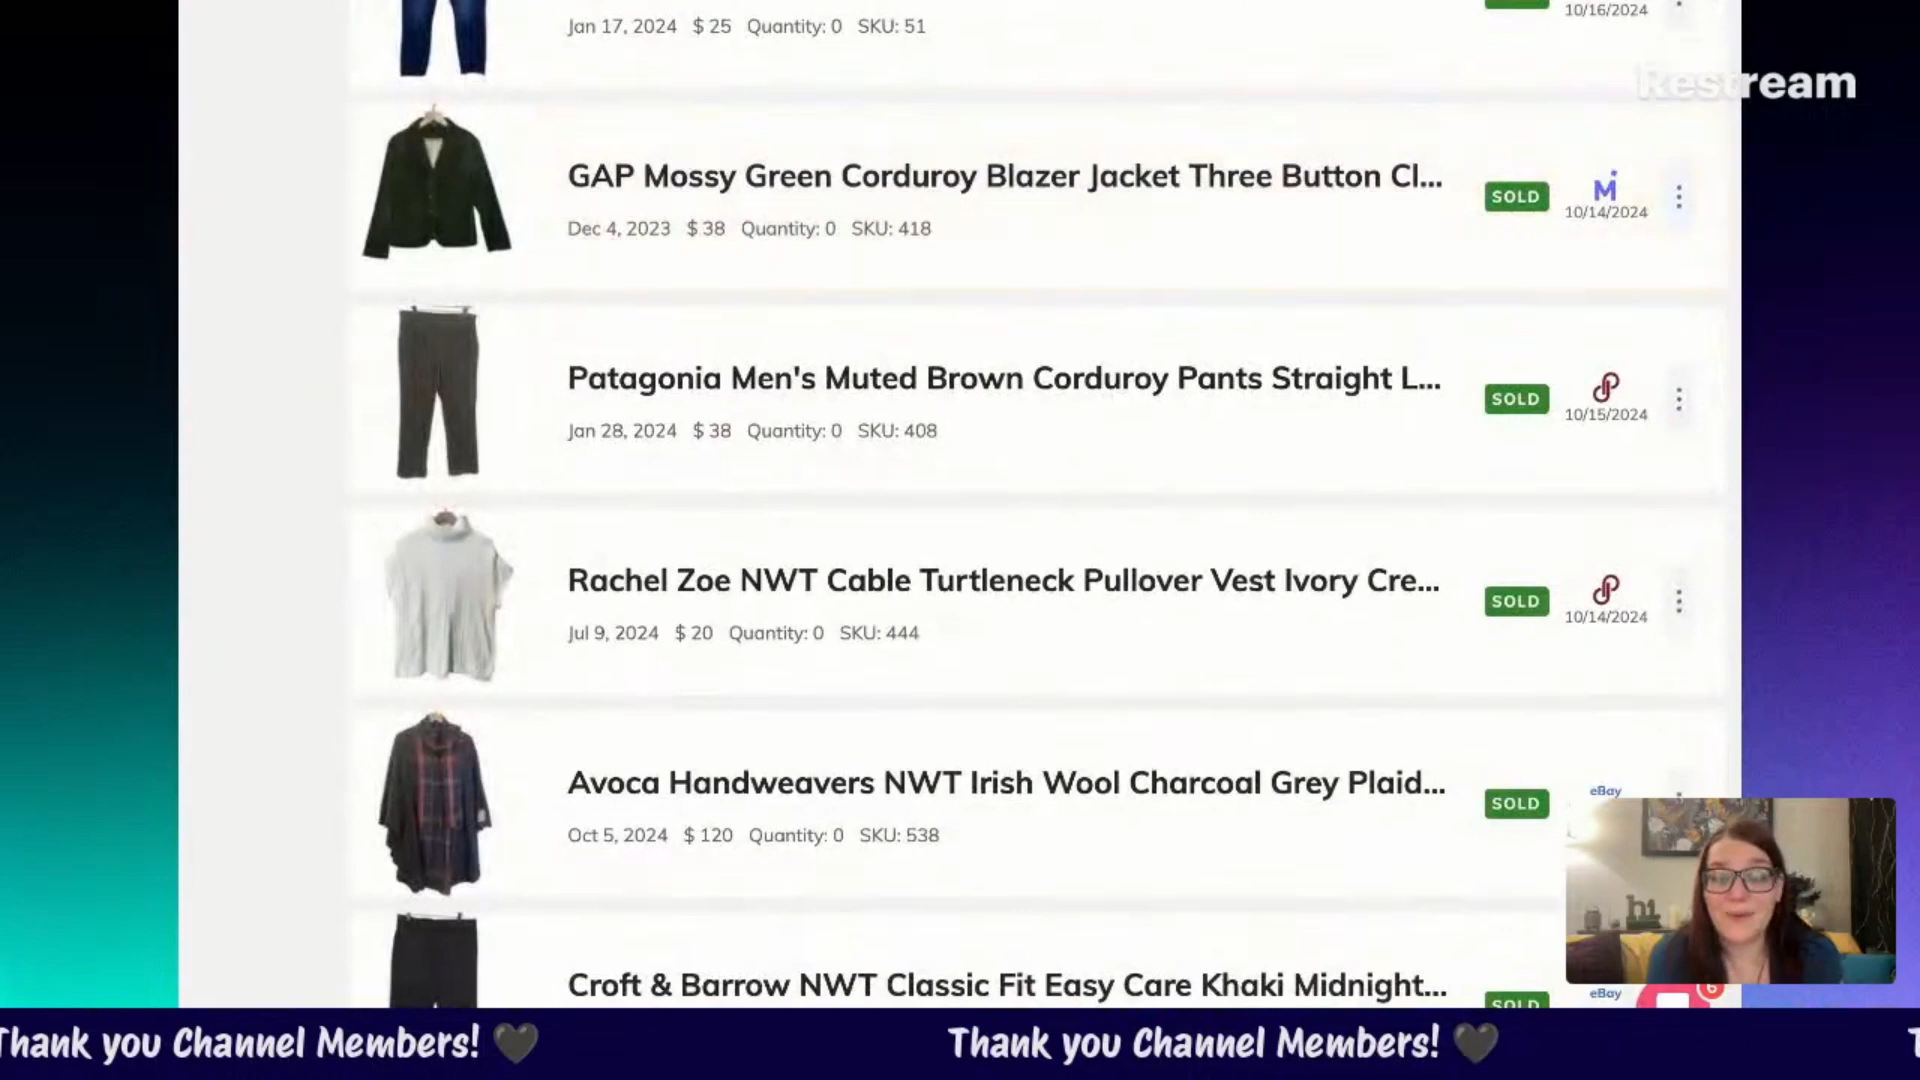 10/16/2024
Jan 17, 2024 $ 25 Quantity: 0 SKU: 51
Restream
GAP Mossy Green Corduroy Blazer Jacket Three Button Cl...
SOLD
M
10/14/2024
Dec 4, 2023 $ 38 Quantity: 0 SKU: 418
Patagonia Men's Muted Brown Corduroy Pants Straight L...
SOLD
10/15/2024
Jan 28, 2024 $ 38 Quantity: 0 SKU: 408
Rachel Zoe NWT Cable Turtleneck Pullover Vest Ivory Cre...
SOLD
10/14/2024
Jul 9, 2024 $ 20 Quantity: 0 SKU: 444
Avoca Handweavers NWT Irish Wool Charcoal Grey Plaid...
SOLD
eBay
Oct 5, 2024 $ 120 Quantity: 0 SKU: 538
hi
Croft & Barrow NWT Classic Fit Easy Care Khaki Midnight...
SOLD
eBay
6
Thank you Channel Members! 🖤
Thank you Channel Members! 🖤